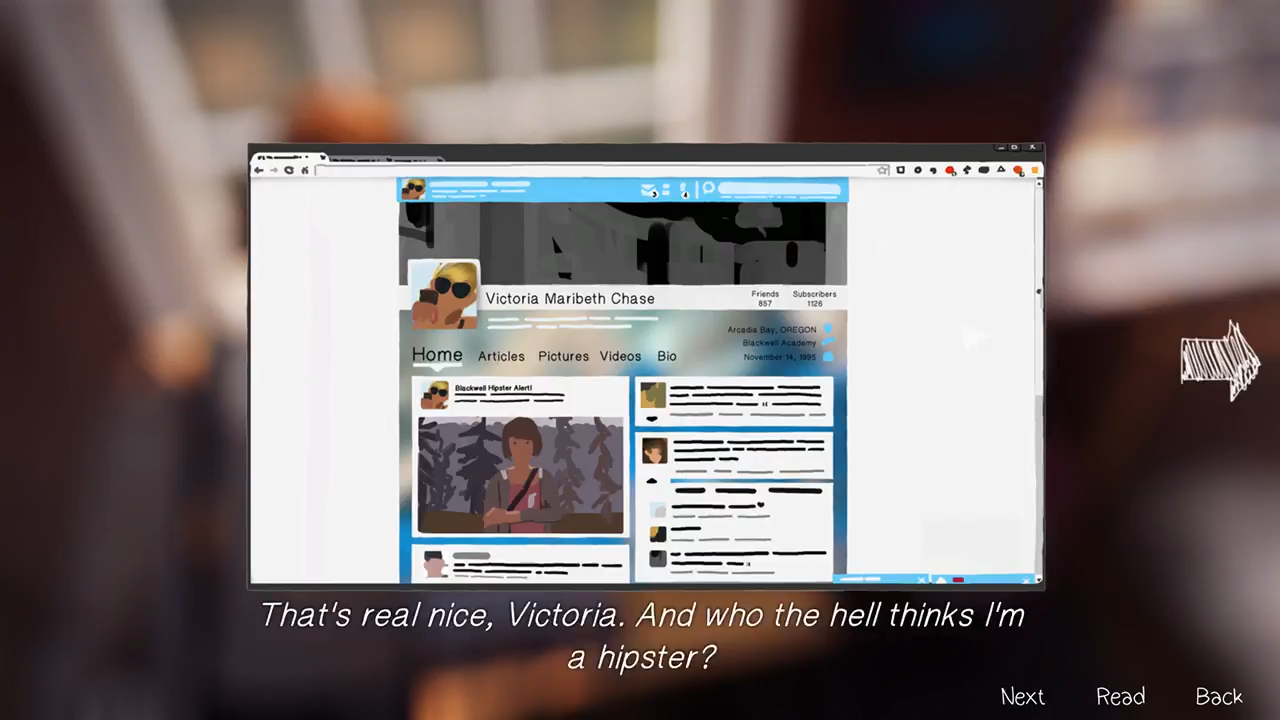 Victoria Maribeth Chase
Friends
857
Subscribers
1126
Arcadia Bay, OREGON
Blackwell Academy
November 14, 1995
Home Articles Pictures Videos Bio
Blackwell Hipster Alert!
That's real nice, Victoria. And who the hell thinks I'm
a hipster?
Next Read Back